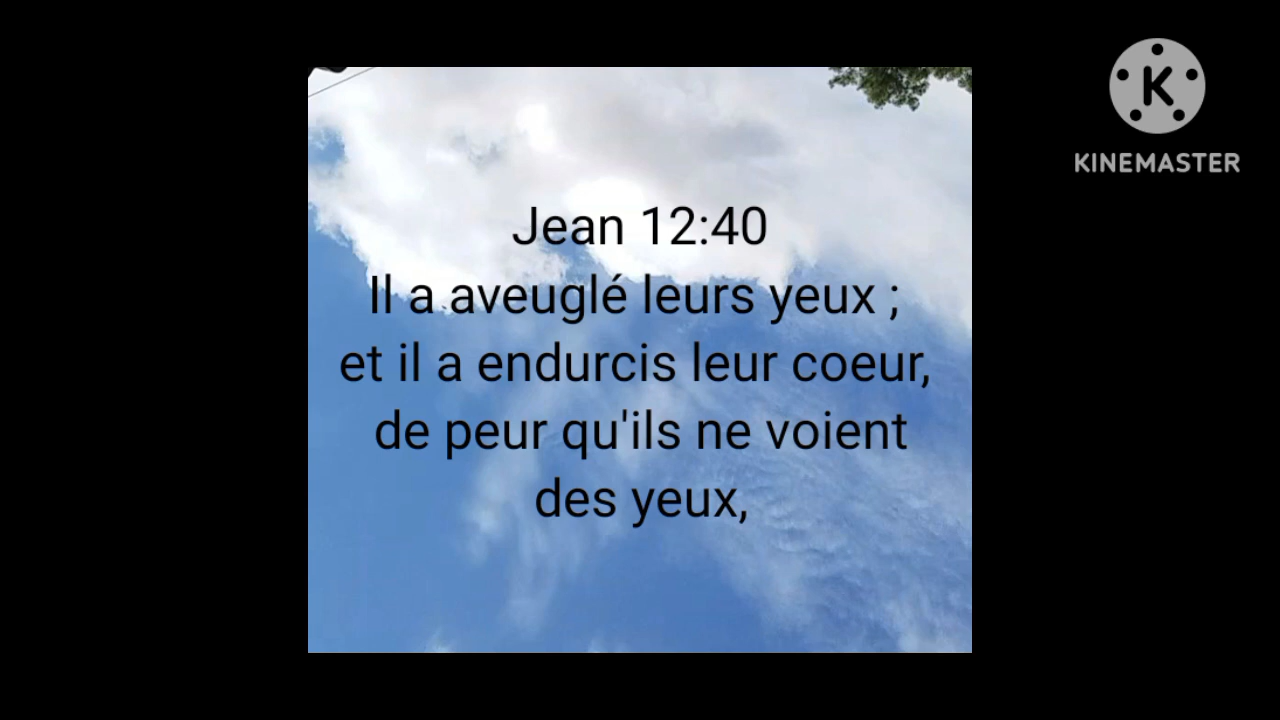 Jean 12:40
Il a aveuglé leurs yeux ;
et il a endurcis leur coeur,
de peur qu'ils ne voient
des yeux,
K
KINEMASTER